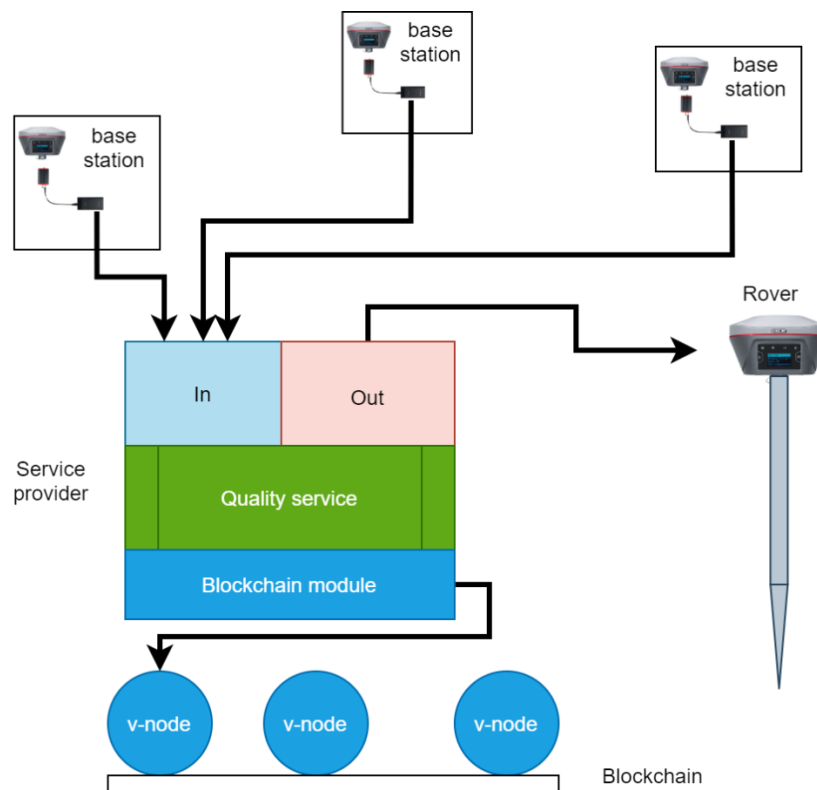 base
station
base
station
base
station
Rover
In
Out
Service
provider
Quality service
Blockchain module
v-node
v-node
v-node
Blockchain